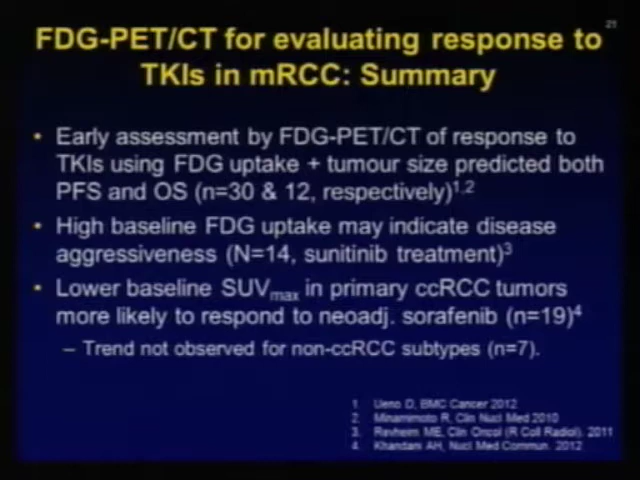 21
FDG-PET/CT for evaluating response to
TKIs in mRCC: Summary
• Early assessment by FDG-PET/CT of response to
TKIs using FDG uptake + tumour size predicted both
PFS and OS (n=30 & 12, respectively)1,2
• High baseline FDG uptake may indicate disease
aggressiveness (N=14, sunitinib treatment)3
• Lower baseline SUVmax in primary ccRCC tumors
more likely to respond to neoadj. sorafenib (n=19)4
– Trend not observed for non-ccRCC subtypes (n=7).
1. Ueno D, BMC Cancer 2012
2. Minamimoto R, Clin Nucl Med 2010
3. Revheim ME, Clin Oncol (R Coll Radiol). 2011
4. Khandani AH, Nucl Med Commun. 2012